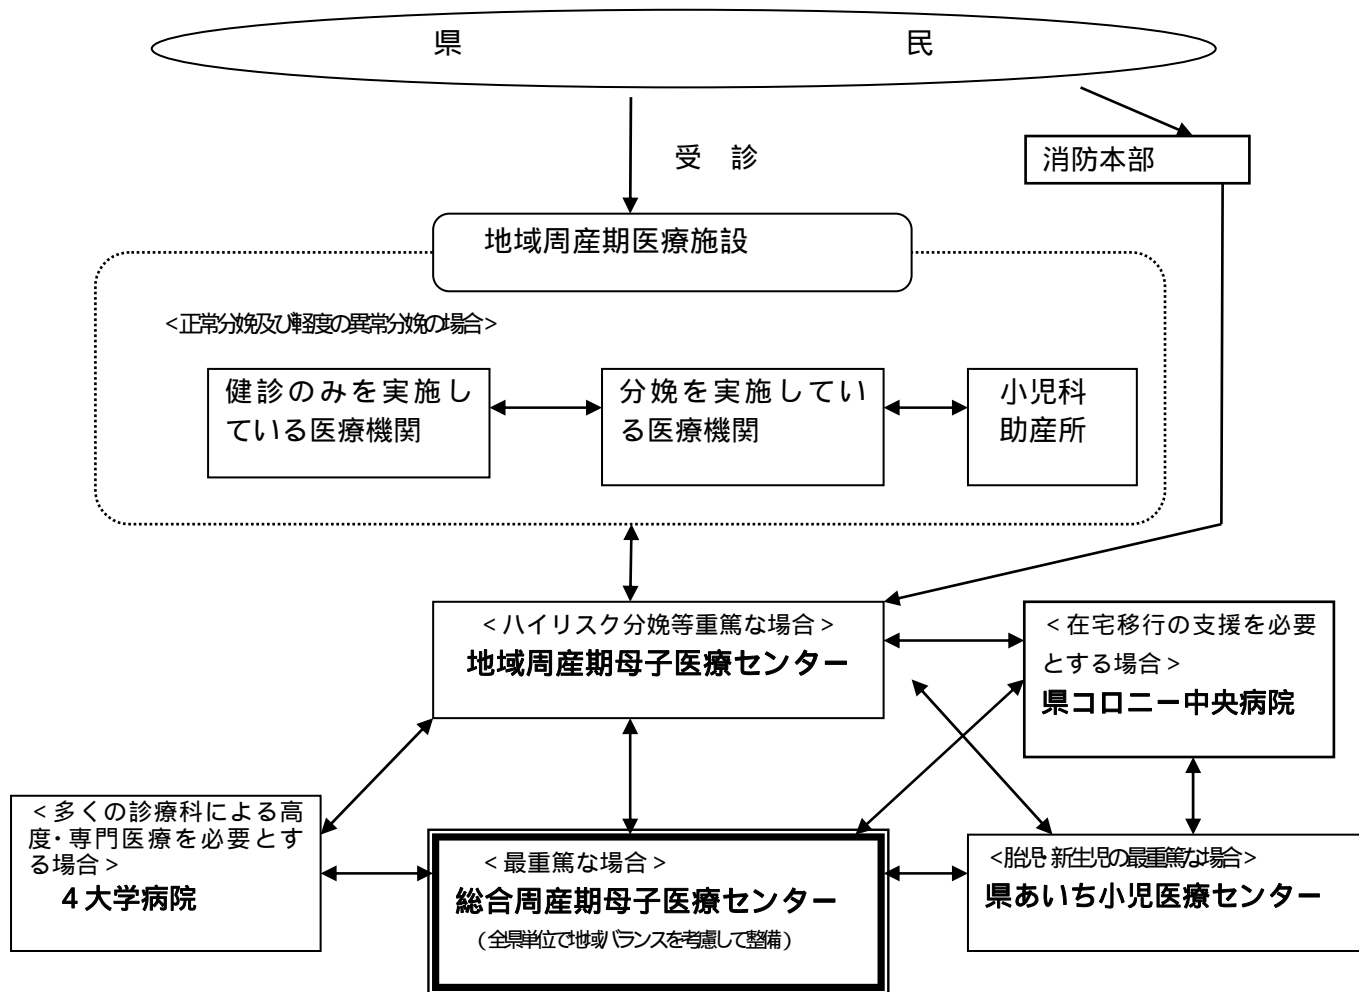 県 民
受 診
消防本部
地域周産期医療施設
<正常分娩及び軽度の異常分娩の場合>
健診のみを実施し
ている医療機関
分娩を実施してい
る医療機関
小児科
助産所
<ハイリスク分娩等重篤な場合>
地域周産期母子医療センター
<在宅移行の支援を必要
とする場合>
県コロニー中央病院
<多くの診療科による高
度・専門医療を必要とす
る場合>
4大学病院
<最重篤な場合>
総合周産期母子医療センター
(全県単位で地域バランスを考慮して整備)
<胎児・新生児の最重篤な場合>
県あいち小児医療センター